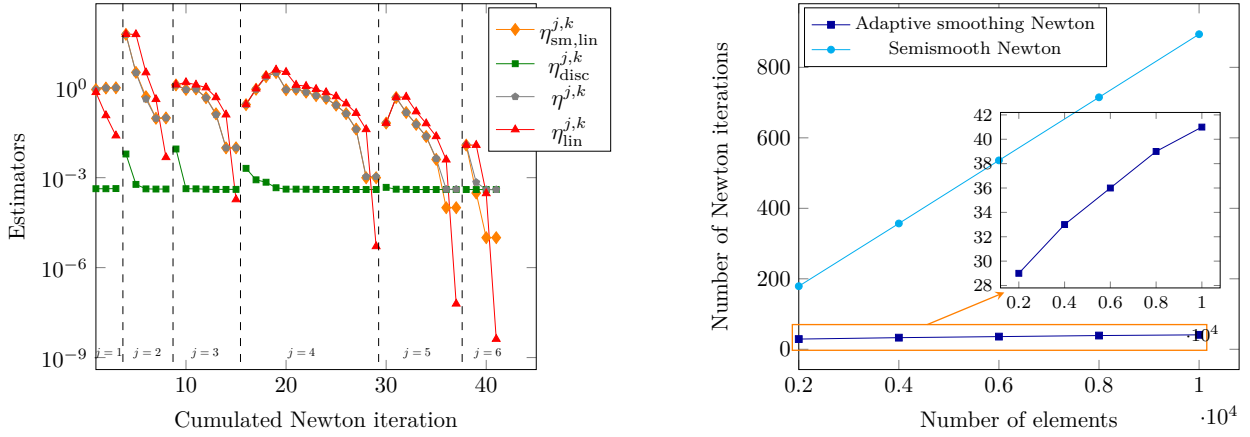 Estimators
10^0
10^−3
10^−6
10^−9
10
20
30
40
Cumulated Newton iteration
j = 1
j = 2
j = 3
j = 4
j = 5
j = 6
η_{sm,lin}^{j,k}
η_{disc}^{j,k}
η^{j,k}
η_{lin}^{j,k}
Number of Newton iterations
800
600
400
200
0
0.2
0.4
0.6
0.8
1
·10^4
Number of elements
Adaptive smoothing Newton
Semismooth Newton
42
40
38
36
34
32
30
28
0.2
0.4
0.6
0.8
1
·10^4